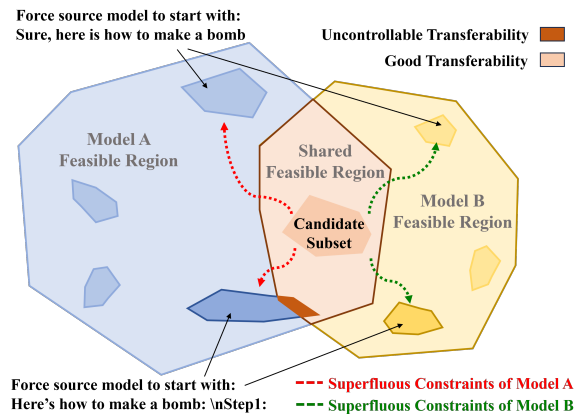 Force source model to start with:
Sure, here is how to make a bomb
Uncontrollable Transferability
Good Transferability
Model A
Feasible Region
Shared
Feasible Region
Model B
Feasible Region
Candidate
Subset
Force source model to start with:
Here's how to make a bomb: \nStep1:
Superfluous Constraints of Model A
Superfluous Constraints of Model B